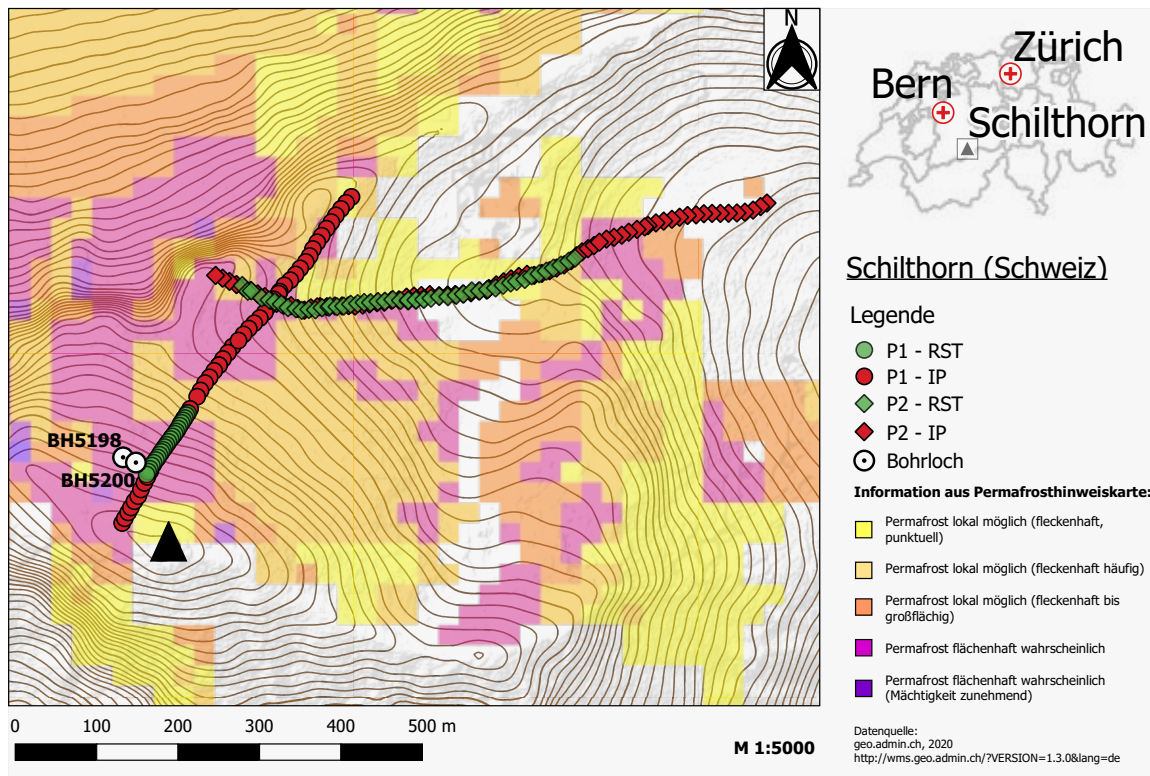 N
BH5198
BH5200
0 100 200 300 400 500 m
M 1:5000
Zürich
Bern
Schilthorn
Schilthorn (Schweiz)
Legende
P1 - RST
P1 - IP
P2 - RST
P2 - IP
Bohrloch
Information aus Permafrosthinweiskarte:
Permafrost lokal möglich (fleckenhaft,
punktuell)
Permafrost lokal möglich (fleckenhaft häufig)
Permafrost lokal möglich (fleckenhaft bis
großflächig)
Permafrost flächenhaft wahrscheinlich
Permafrost flächenhaft wahrscheinlich
(Mächtigkeit zunehmend)
Datenquelle:
geo.admin.ch, 2020
http://wms.geo.admin.ch/?VERSION=1.3.0&lang=de